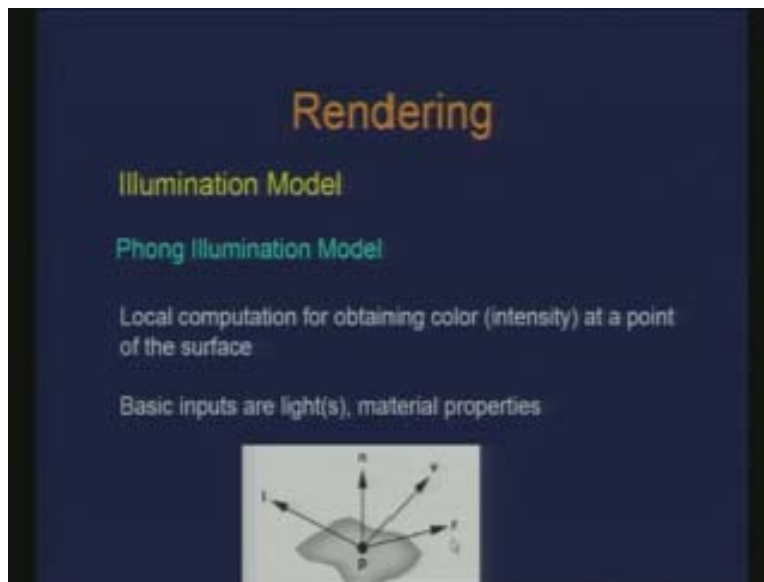 Rendering
Illumination Model
Phong Illumination Model
Local computation for obtaining color (intensity) at a point
of the surface
Basic inputs are light(s), material properties
n
v
l
r
p